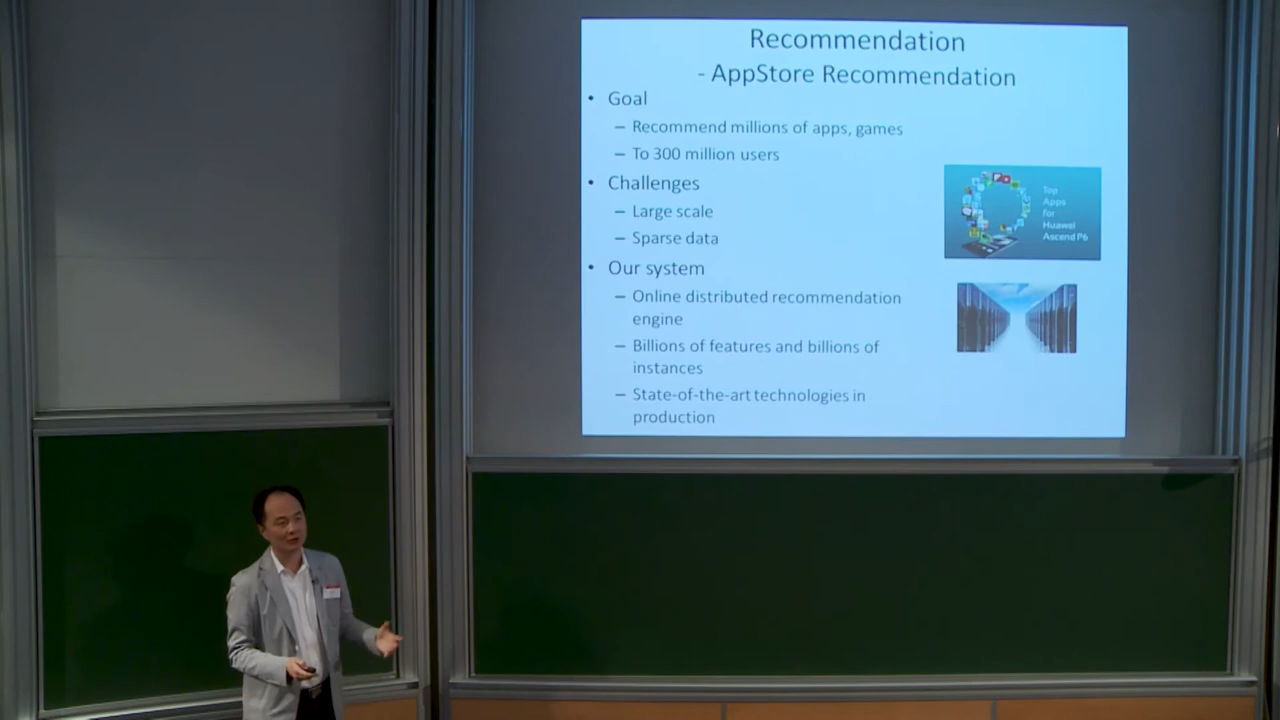 Recommendation
- AppStore Recommendation
• Goal
– Recommend millions of apps, games
– To 300 million users
• Challenges
– Large scale
– Sparse data
• Our system
– Online distributed recommendation
engine
– Billions of features and billions of
instances
– State-of-the-art technologies in
production
Top
Apps
for
Huawei
Ascend P6